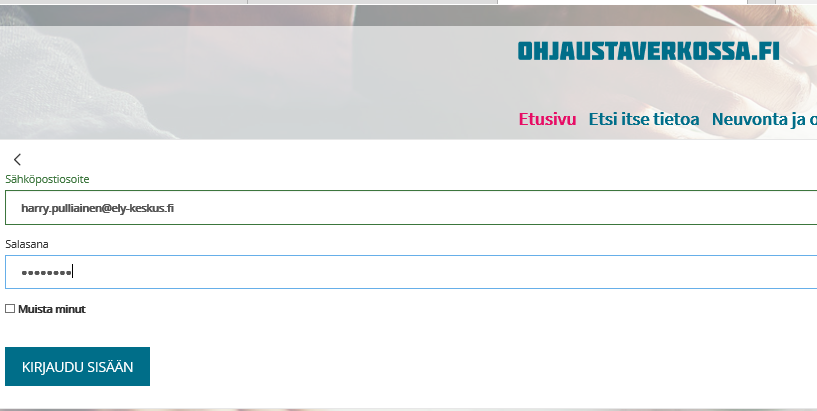 OHJAUSTAVERKOSSA.FI
Etusivu Etsi itse tietoa Neuvonta ja o
Sähköpostiosoite
harry.pulliainen@ely-keskus.fi
Salasana
••••••••
Muista minut
KIRJAUDU SISÄÄN